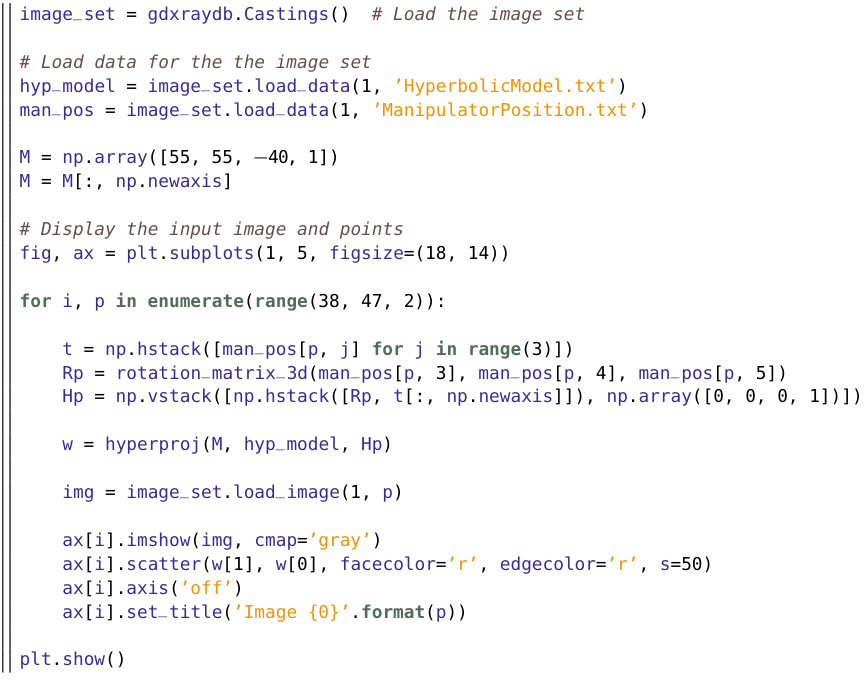 image_set = gdxraydb.Castings()  # Load the image set

# Load data for the the image set
hyp_model = image_set.load_data(1, ’HyperbolicModel.txt’)
man_pos = image_set.load_data(1, ’ManipulatorPosition.txt’)

M = np.array([55, 55, −40, 1])
M = M[:, np.newaxis]

# Display the input image and points
fig, ax = plt.subplots(1, 5, figsize=(18, 14))

for i, p in enumerate(range(38, 47, 2)):

    t = np.hstack([man_pos[p, j] for j in range(3)])
    Rp = rotation_matrix_3d(man_pos[p, 3], man_pos[p, 4], man_pos[p, 5])
    Hp = np.vstack([np.hstack([Rp, t[:, np.newaxis]]), np.array([0, 0, 0, 1])])

    w = hyperproj(M, hyp_model, Hp)

    img = image_set.load_image(1, p)

    ax[i].imshow(img, cmap=’gray’)
    ax[i].scatter(w[1], w[0], facecolor=’r’, edgecolor=’r’, s=50)
    ax[i].axis(’off’)
    ax[i].set_title(’Image {0}’.format(p))

plt.show()